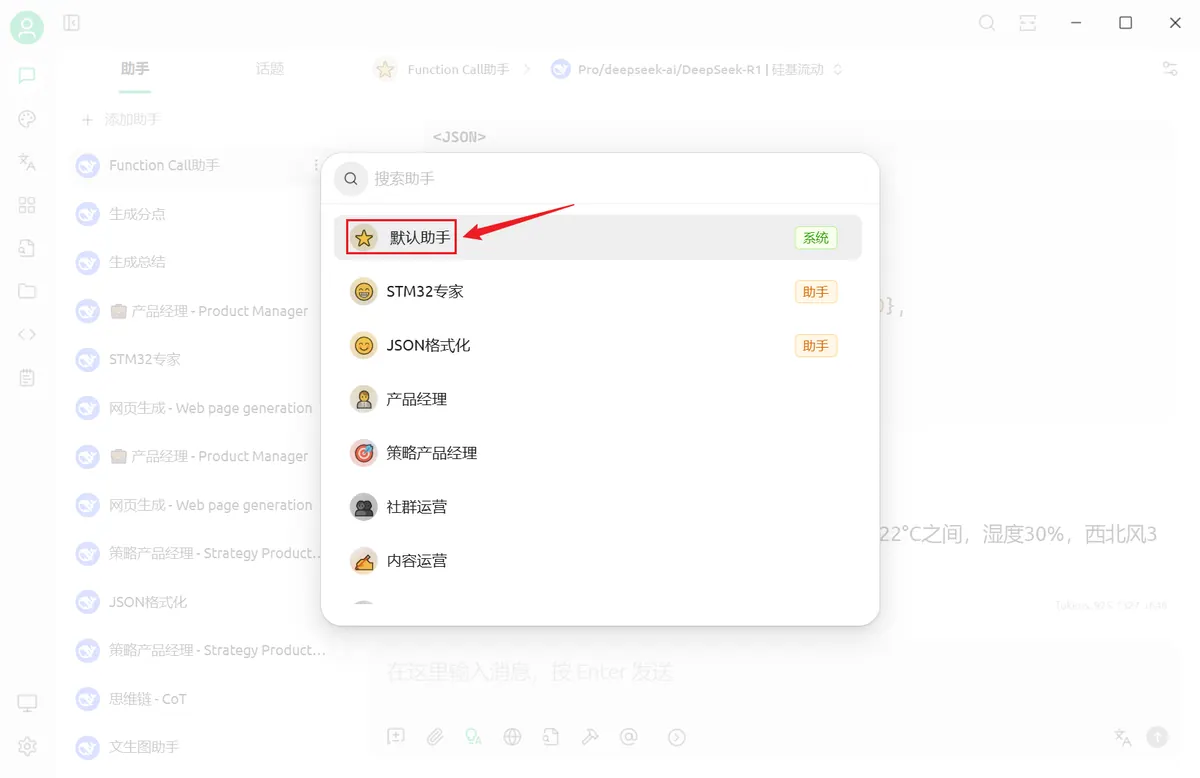 助手
话题
Function Call助手
Pro/deepseek-ai/DeepSeek-R1 | 硅基流动
添加助手
Function Call助手
生成分点
生成总结
产品经理 - Product Manager
STM32专家
网页生成 - Web page generation
产品经理 - Product Manager
网页生成 - Web page generation
策略产品经理 - Strategy Product...
JSON格式化
策略产品经理 - Strategy Product...
思维链 - CoT
文生图助手
<JSON>
搜索助手
默认助手 系统
STM32专家 助手
JSON格式化 助手
产品经理
策略产品经理
社群运营
内容运营
},
22°C之间，湿度30%，西北风3
在这里输入消息，按 Enter 发送